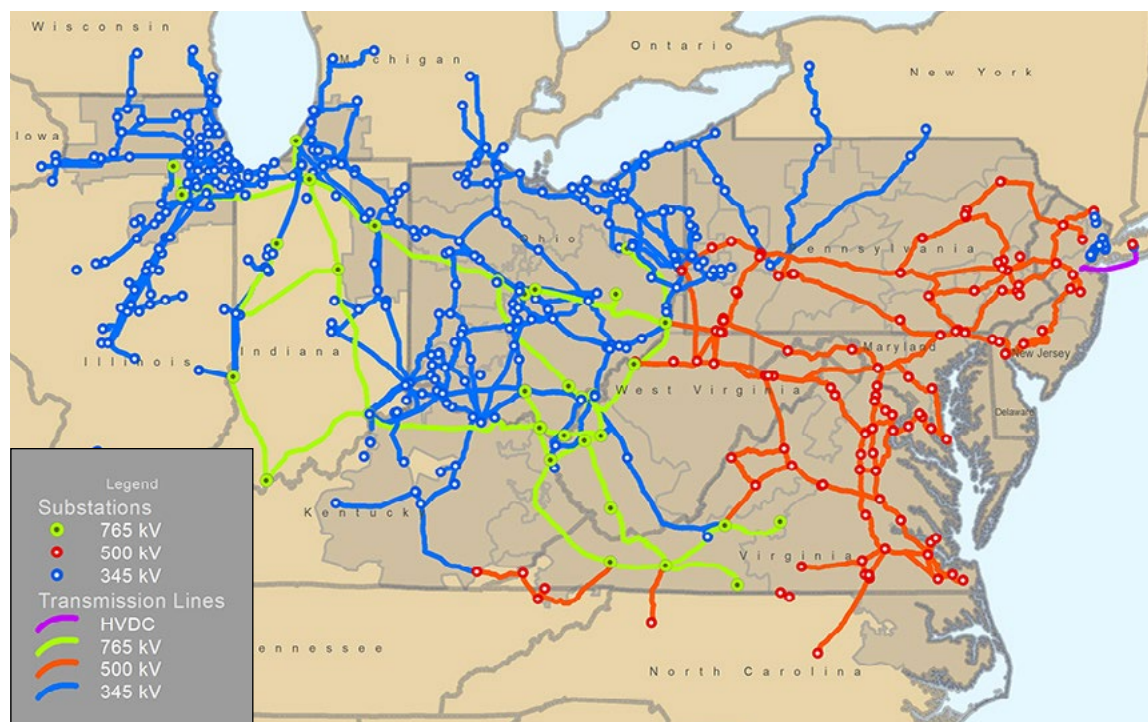 Wisconsin
Michigan
Ontario
New York
Iowa
Ohio
Pennsylvania
Illinois
Indiana
Maryland
New Jersey
West Virginia
Delaware
Kentuck
Virginia
ennessee
North Carolina
Legend
Substations
765 kV
500 kV
345 kV
Transmission Lines
HVDC
765 kV
500 kV
345 kV